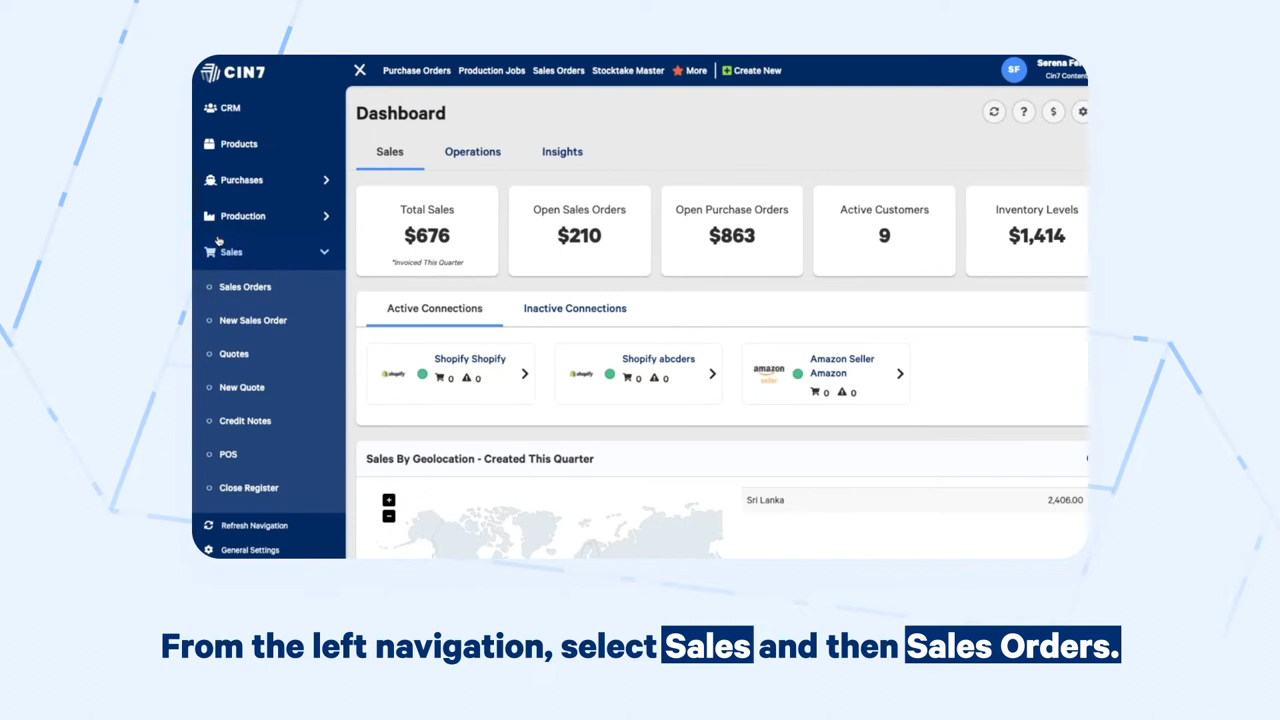 CIN7
Purchase Orders Production Jobs Sales Orders Stocktake Master More Create New
SF
Serena
Cin7 Content
CRM
Products
Purchases
Production
Sales
Sales Orders
New Sales Order
Quotes
New Quote
Credit Notes
POS
Close Register
Refresh Navigation
General Settings
Dashboard
? $
Sales Operations Insights
Total Sales
$676
*Invoiced This Quarter
Open Sales Orders
$210
Open Purchase Orders
$863
Active Customers
9
Inventory Levels
$1,414
Active Connections Inactive Connections
shopify
Shopify Shopify
0 0
shopify
Shopify abcders
0 0
amazon
seller
Amazon Seller
Amazon
0 0
Sales By Geolocation - Created This Quarter
+
-
Sri Lanka 2,406.00
From the left navigation, select Sales and then Sales Orders.